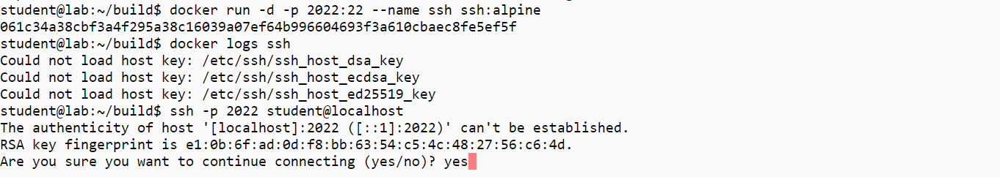 student@lab:~/build$ docker run -d -p 2022:22 --name ssh ssh:alpine
061c34a38cbf3a4f295a38c16039a07ef64b996604693f3a610cbaec8fe5ef5f
student@lab:~/build$ docker logs ssh
Could not load host key: /etc/ssh/ssh_host_dsa_key
Could not load host key: /etc/ssh/ssh_host_ecdsa_key
Could not load host key: /etc/ssh/ssh_host_ed25519_key
student@lab:~/build$ ssh -p 2022 student@localhost
The authenticity of host '[localhost]:2022 ([::1]:2022)' can't be established.
RSA key fingerprint is e1:0b:6f:ad:0d:f8:bb:63:54:c5:4c:48:27:56:c6:4d.
Are you sure you want to continue connecting (yes/no)? yes